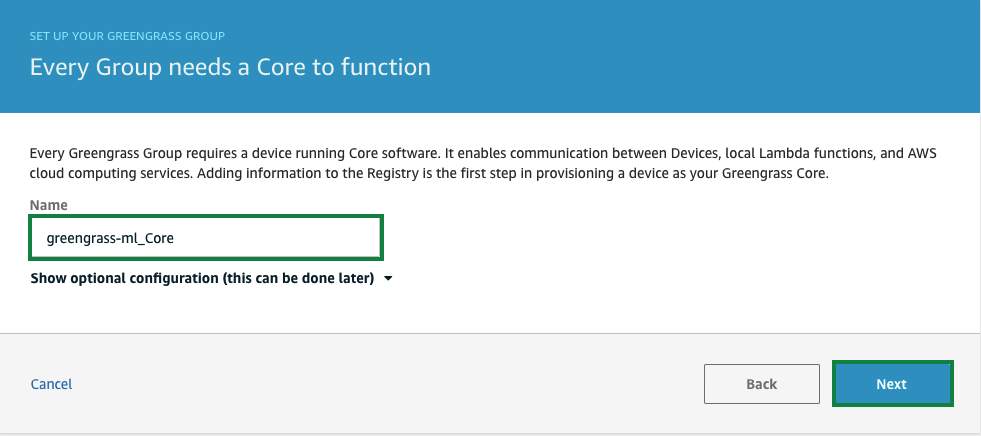 SET UP YOUR GREENGRASS GROUP
Every Group needs a Core to function
Every Greengrass Group requires a device running Core software. It enables communication between Devices, local Lambda functions, and AWS
cloud computing services. Adding information to the Registry is the first step in provisioning a device as your Greengrass Core.
Name
greengrass-ml_Core
Show optional configuration (this can be done later)
Cancel
Back
Next